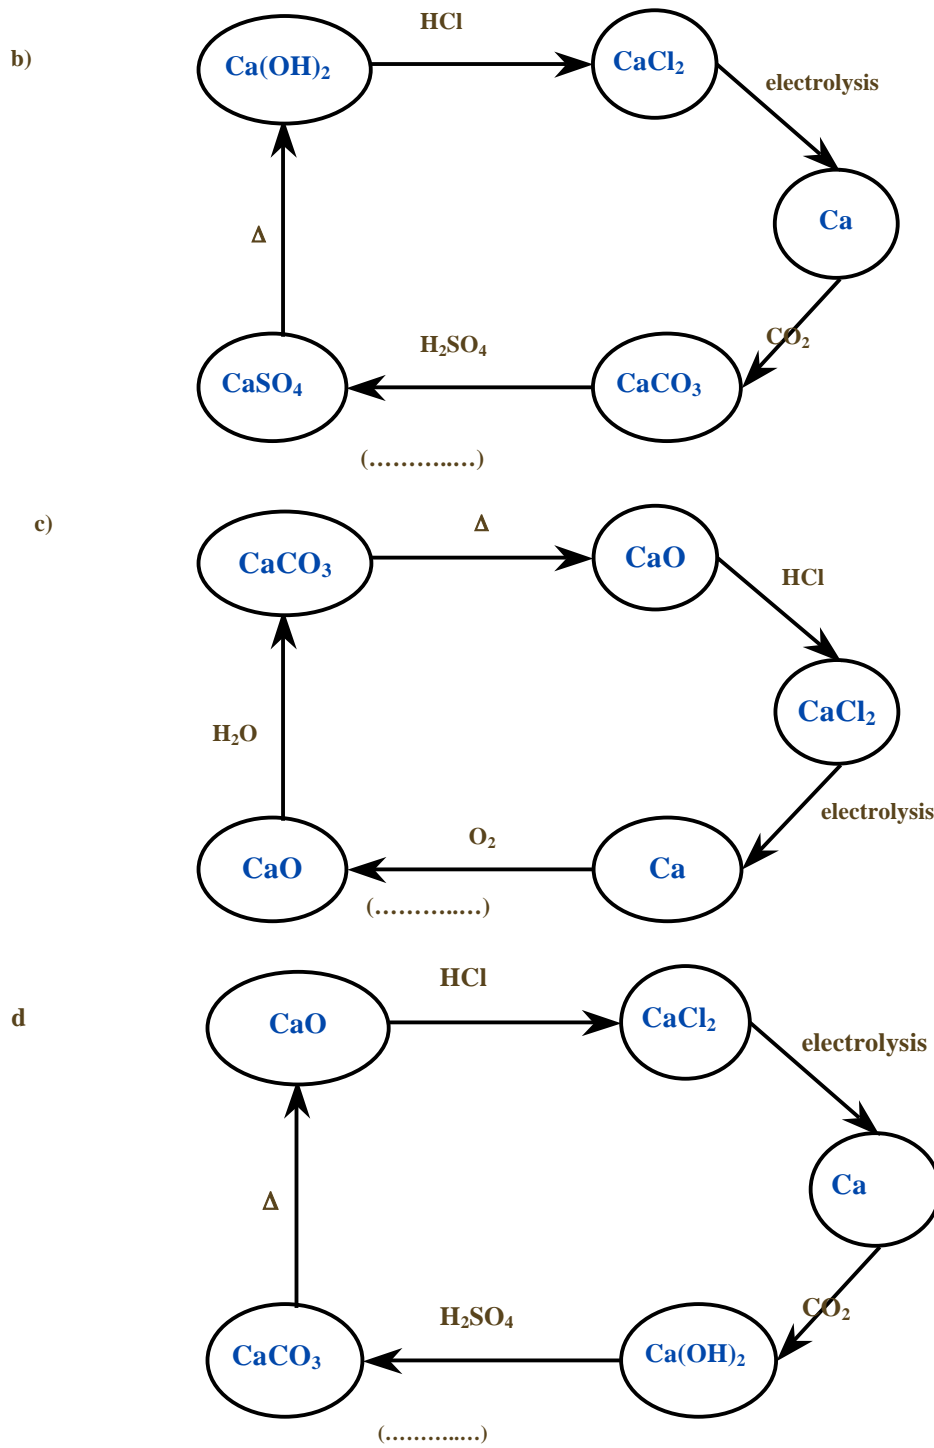 b)
HCl
Ca(OH)₂
CaCl₂
electrolysis
Ca
Δ
CO₂
H₂SO₄
CaSO₄
CaCO₃
(………..…)
c)
Δ
CaCO₃
CaO
HCl
CaCl₂
H₂O
electrolysis
O₂
CaO
Ca
(………..…)
d
HCl
CaO
CaCl₂
electrolysis
Ca
Δ
CO₂
H₂SO₄
CaCO₃
Ca(OH)₂
(………..…)